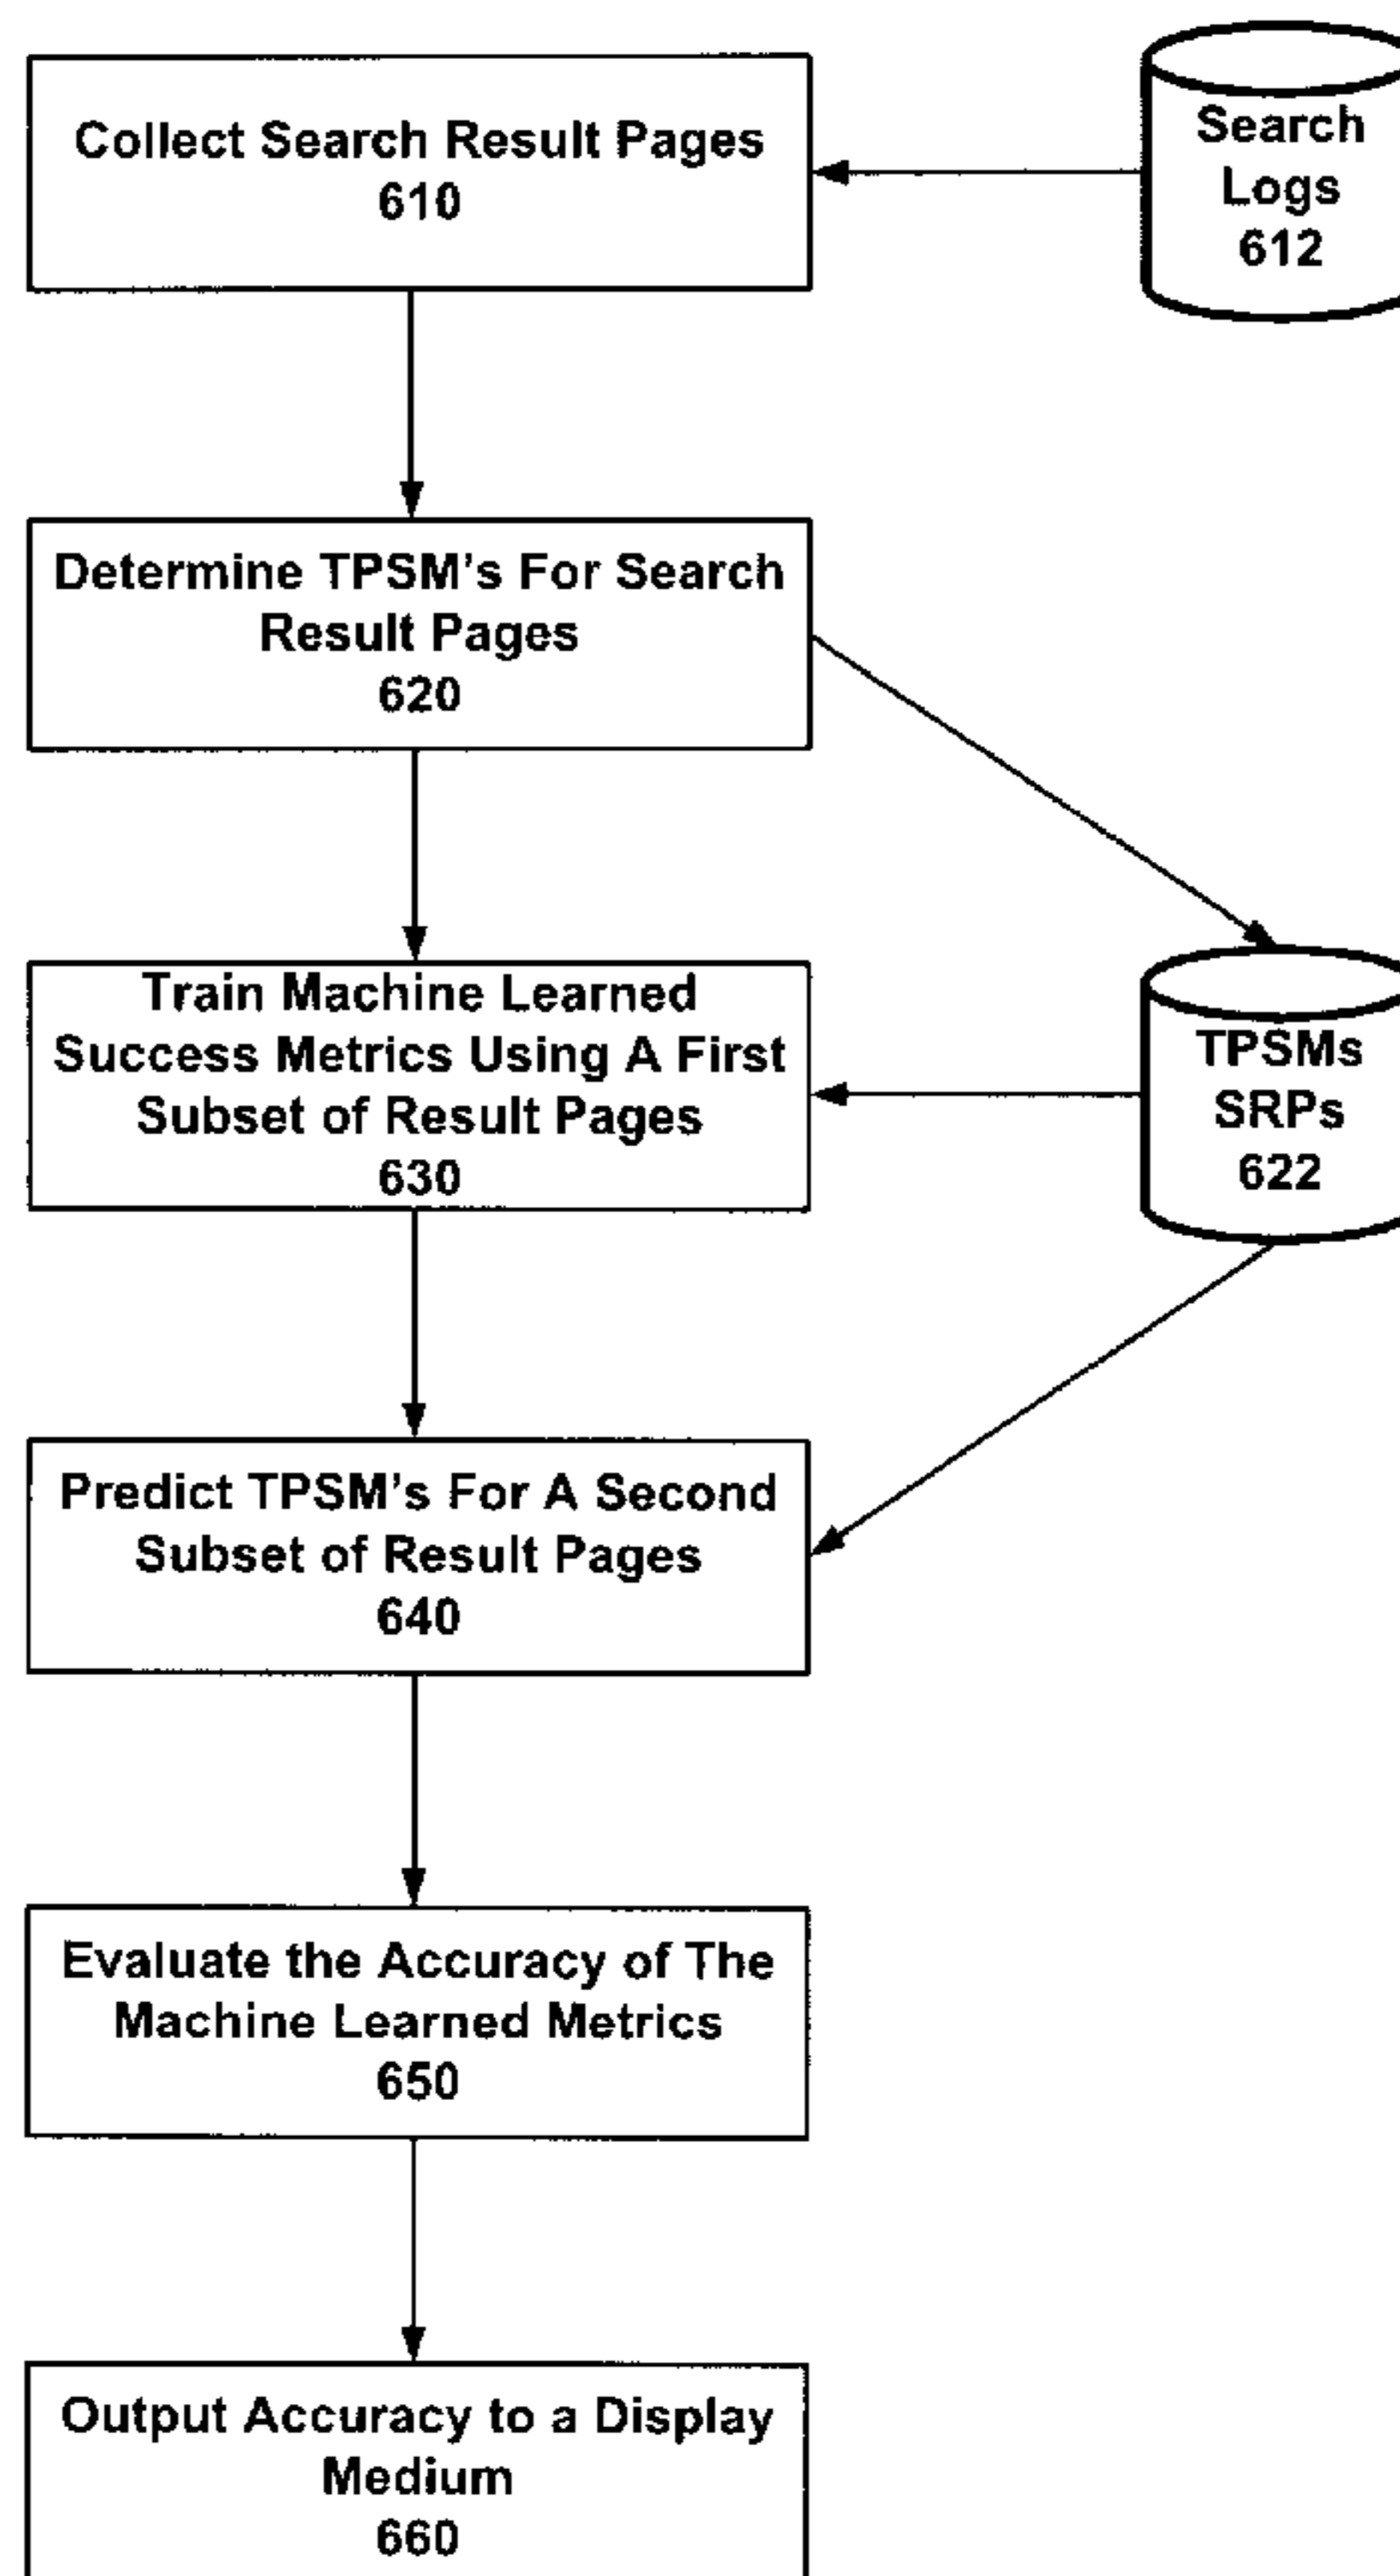 Collect Search Result Pages
610
Search
Logs
612
Determine TPSM's For Search
Result Pages
620
Train Machine Learned
Success Metrics Using A First
Subset of Result Pages
630
TPSMs
SRPs
622
Predict TPSM's For A Second
Subset of Result Pages
640
Evaluate the Accuracy of The
Machine Learned Metrics
650
Output Accuracy to a Display
Medium
660